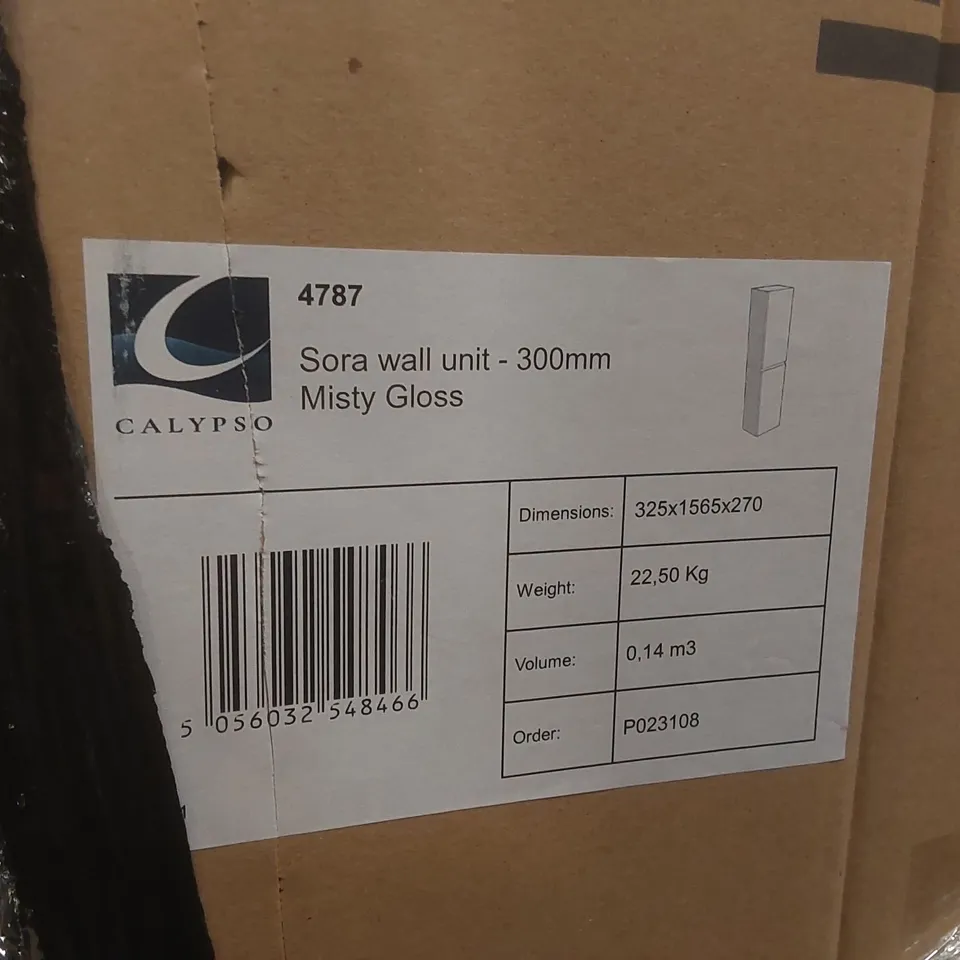 CALYPSO
4787
Sora wall unit - 300mm
Misty Gloss
Dimensions: 325x1565x270
Weight: 22,50 Kg
Volume: 0,14 m3
Order: P023108
5 056032 548466